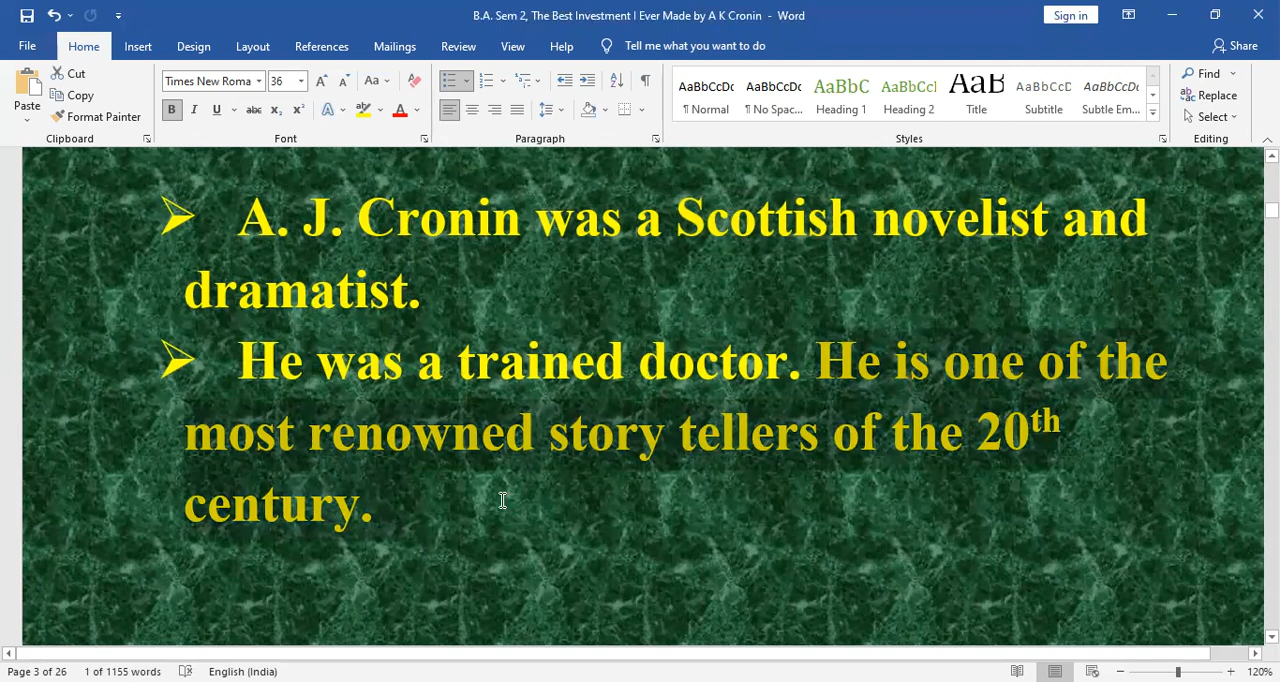 B.A. Sem 2, The Best Investment I Ever Made by A K Cronin - Word
Sign in
File Home Insert Design Layout References Mailings Review View Help Tell me what you want to do Share
Paste
Cut
Copy
Format Painter
Clipboard
Times New Roma 36
Font
Paragraph
AaBbCcDc AaBbCcDc AaBbC AaBbCcl AaB AaBbCcD AaBbCcDt
¶ Normal ¶ No Spac... Heading 1 Heading 2 Title Subtitle Subtle Em...
Styles
Find
Replace
Select
Editing
➢ A. J. Cronin was a Scottish novelist and
dramatist.
➢ He was a trained doctor. He is one of the
most renowned story tellers of the 20th
century.
Page 3 of 26 1 of 1155 words English (India) 120%